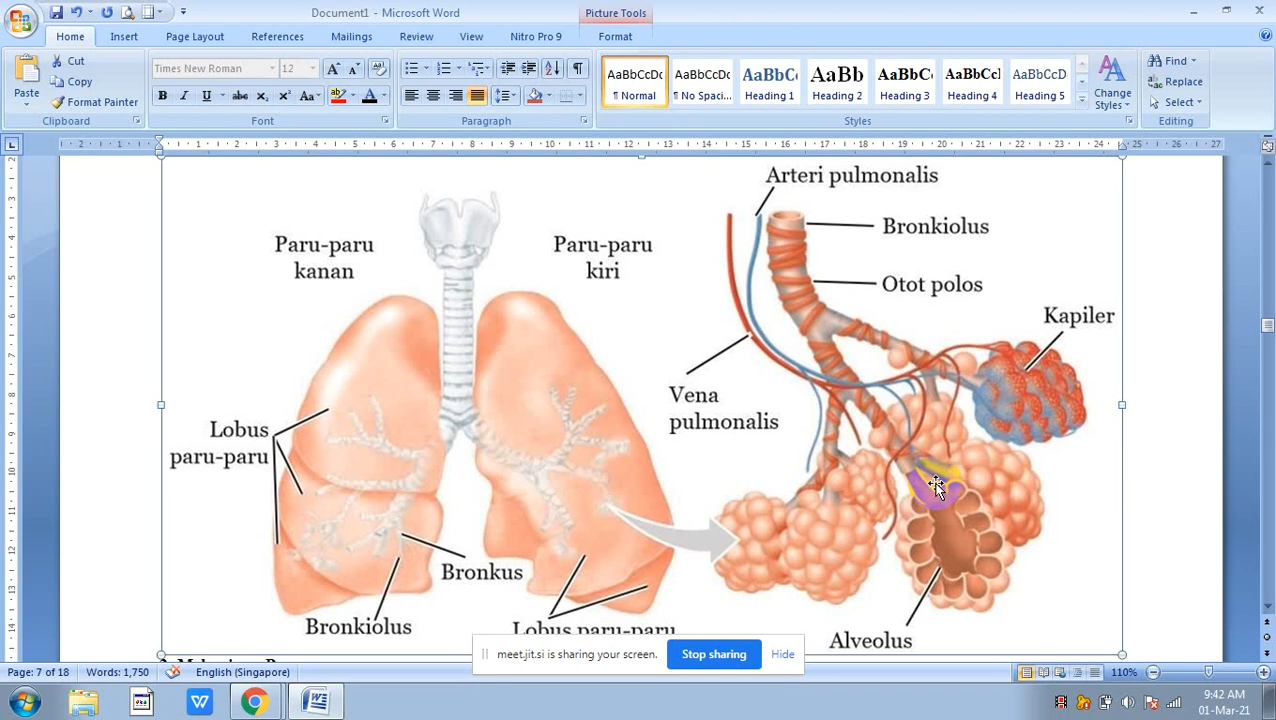 Document1 - Microsoft Word
Picture Tools
Home
Insert
Page Layout
References
Mailings
Review
View
Nitro Pro 9
Format
Paste
Cut
Copy
Format Painter
Clipboard
Times New Roman
12
Font
Paragraph
AaBbCcDc
¶ Normal
AaBbCcDc
¶ No Spaci...
AaBbC
Heading 1
AaBb
Heading 2
AaBbCc
Heading 3
AaBbCcl
Heading 4
AaBbCcD
Heading 5
Change
Styles
Styles
Find
Replace
Select
Editing
Arteri pulmonalis
Bronkiolus
Otot polos
Kapiler
Vena
pulmonalis
Alveolus
Paru-paru
kanan
Paru-paru
kiri
Lobus
paru-paru
Bronkus
Bronkiolus
Lobus paru-paru
meet.jit.si is sharing your screen.
Stop sharing
Hide
Page: 7 of 18
Words: 1,750
English (Singapore)
110%
9:42 AM
01-Mar-21